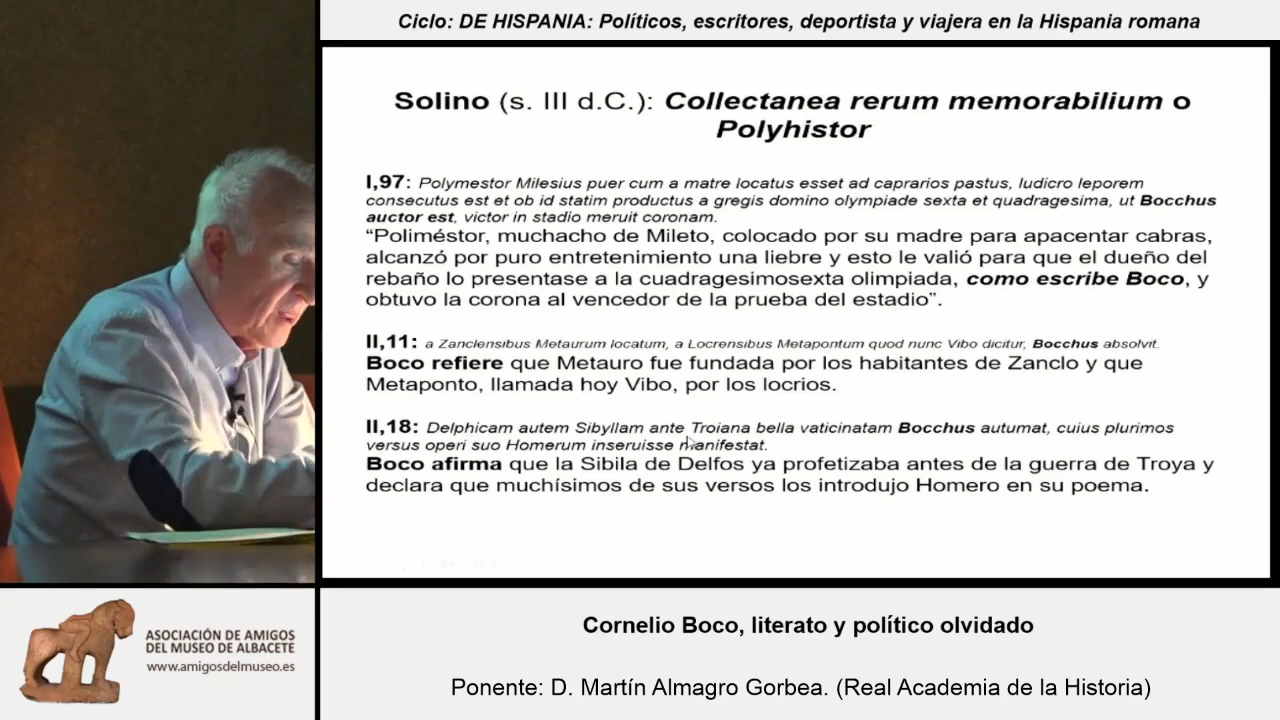 Ciclo: DE HISPANIA: Políticos, escritores, deportista y viajera en la Hispania romana
Solino (s. III d.C.): Collectanea rerum memorabilium o
Polyhistor
I,97: Polymestor Milesius puer cum a matre locatus esset ad caprarios pastus, ludicro leporem
consecutus est et ob id statim productus a gregis domino olympiade sexta et quadragesima, ut Bocchus
auctor est, victor in stadio meruit coronam.
“Poliméstor, muchacho de Mileto, colocado por su madre para apacentar cabras,
alcanzó por puro entretenimiento una liebre y esto le valió para que el dueño del
rebaño lo presentase a la cuadragesimosexta olimpiada, como escribe Boco, y
obtuvo la corona al vencedor de la prueba del estadio”.
II,11: a Zanclensibus Metaurum locatum, a Locrensibus Metapontum quod nunc Vibo dicitur, Bocchus absolvit.
Boco refiere que Metauro fue fundada por los habitantes de Zanclo y que
Metaponto, llamada hoy Vibo, por los locrios.
II,18: Delphicam autem Sibyllam ante Troiana bella vaticinatam Bocchus autumat, cuius plurimos
versus operi suo Homerum inseruisse manifestat.
Boco afirma que la Sibila de Delfos ya profetizaba antes de la guerra de Troya y
declara que muchísimos de sus versos los introdujo Homero en su poema.
ASOCIACIÓN DE AMIGOS
DEL MUSEO DE ALBACETE
www.amigosdelmuseo.es
Cornelio Boco, literato y político olvidado
Ponente: D. Martín Almagro Gorbea. (Real Academia de la Historia)